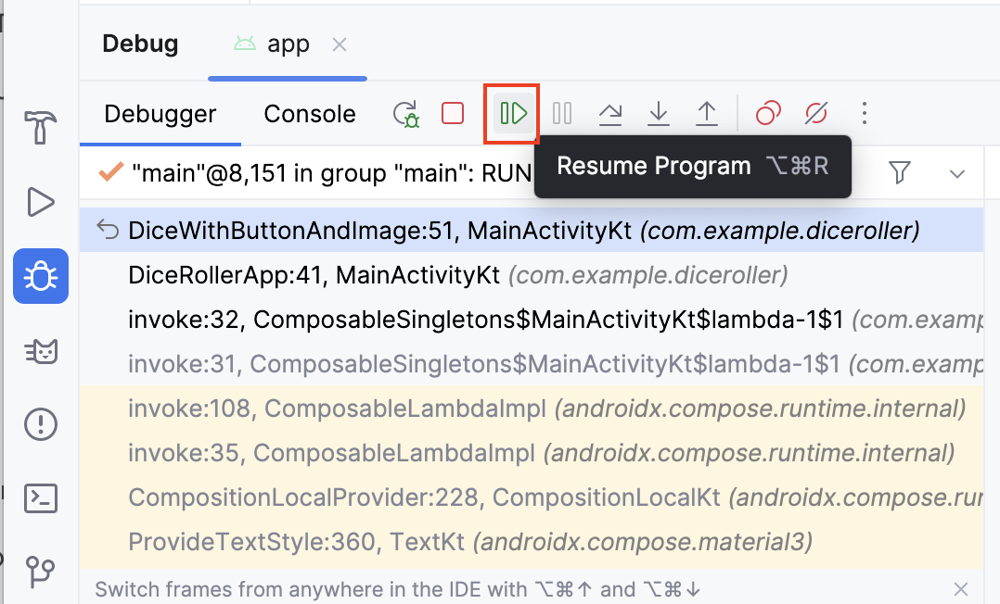 Debug app
Debugger Console
"main"@8,151 in group "main": RUN
Resume Program ⌥⌘R
DiceWithButtonAndImage:51, MainActivityKt (com.example.diceroller)
DiceRollerApp:41, MainActivityKt (com.example.diceroller)
invoke:32, ComposableSingletons$MainActivityKt$lambda-1$1 (com.examp
invoke:31, ComposableSingletons$MainActivityKt$lambda-1$1 (com.examp
invoke:108, ComposableLambdaImpl (androidx.compose.runtime.internal)
invoke:35, ComposableLambdaImpl (androidx.compose.runtime.internal)
CompositionLocalProvider:228, CompositionLocalKt (androidx.compose.run
ProvideTextStyle:360, TextKt (androidx.compose.material3)
Switch frames from anywhere in the IDE with ⌥⌘↑ and ⌥⌘↓